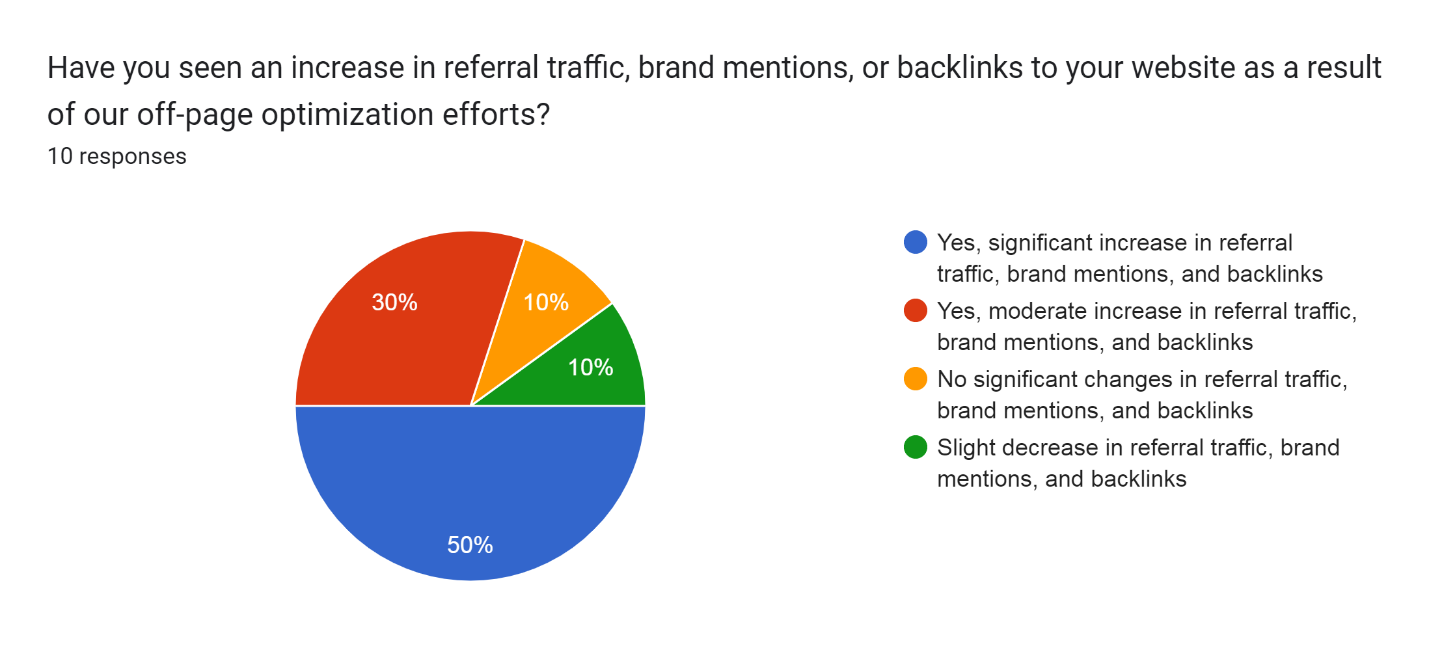 Have you seen an increase in referral traffic, brand mentions, or backlinks to your website as a result
of our off-page optimization efforts?
10 responses
30%
10%
10%
50%
Yes, significant increase in referral
traffic, brand mentions, and backlinks
Yes, moderate increase in referral traffic,
brand mentions, and backlinks
No significant changes in referral traffic,
brand mentions, and backlinks
Slight decrease in referral traffic, brand
mentions, and backlinks